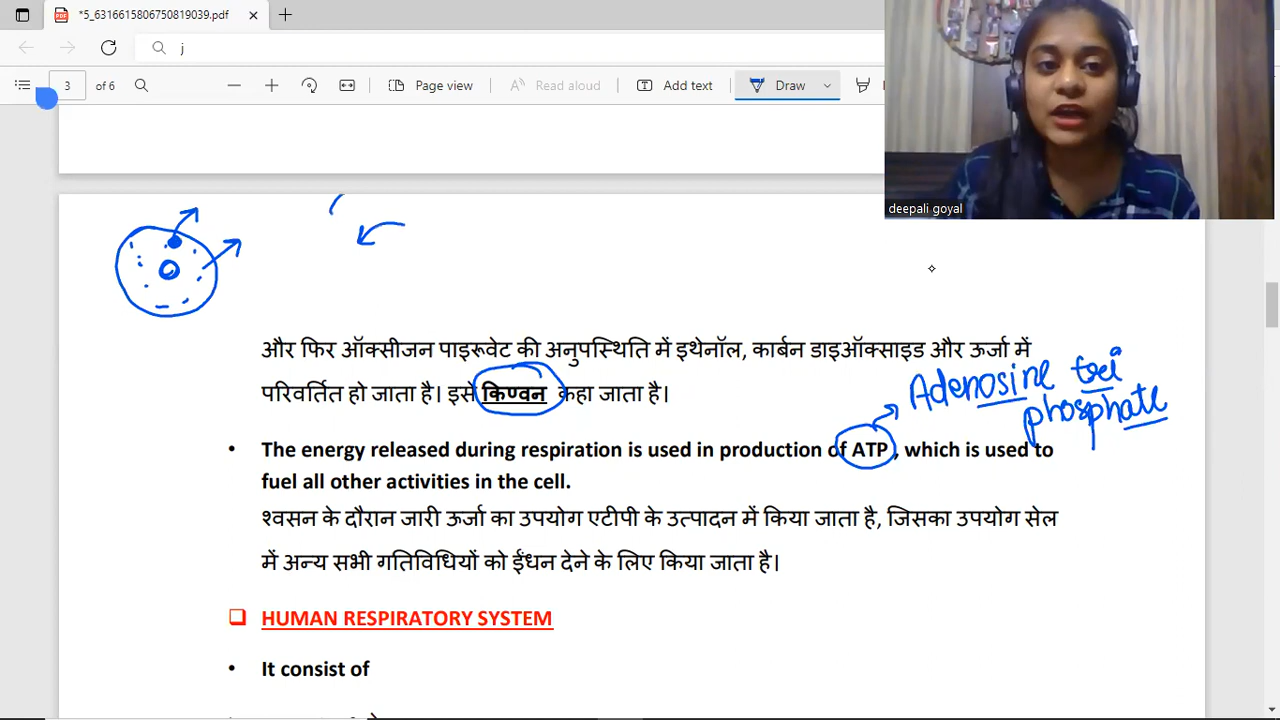 *5_6316615806750819039.pdf
j
3 of 6
Page view
Read aloud
Add text
Draw
deepali goyal
और फिर ऑक्सीजन पाइरूवेट की अनुपस्थिति में इथेनॉल, कार्बन डाइऑक्साइड और ऊर्जा में
परिवर्तित हो जाता है। इसे किण्वन कहा जाता है।
Adenosine tri
phosphate
The energy released during respiration is used in production of ATP , which is used to
fuel all other activities in the cell.
श्वसन के दौरान जारी ऊर्जा का उपयोग एटीपी के उत्पादन में किया जाता है, जिसका उपयोग सेल
में अन्य सभी गतिविधियों को ईंधन देने के लिए किया जाता है।
HUMAN RESPIRATORY SYSTEM
It consist of